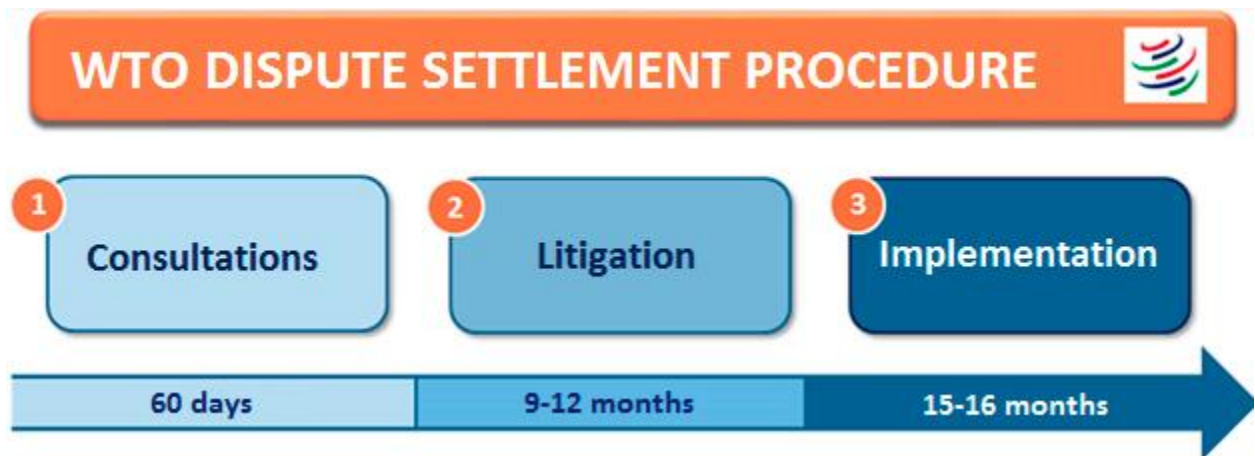 WTO DISPUTE SETTLEMENT PROCEDURE
1
Consultations
2
Litigation
3
Implementation
60 days
9-12 months
15-16 months